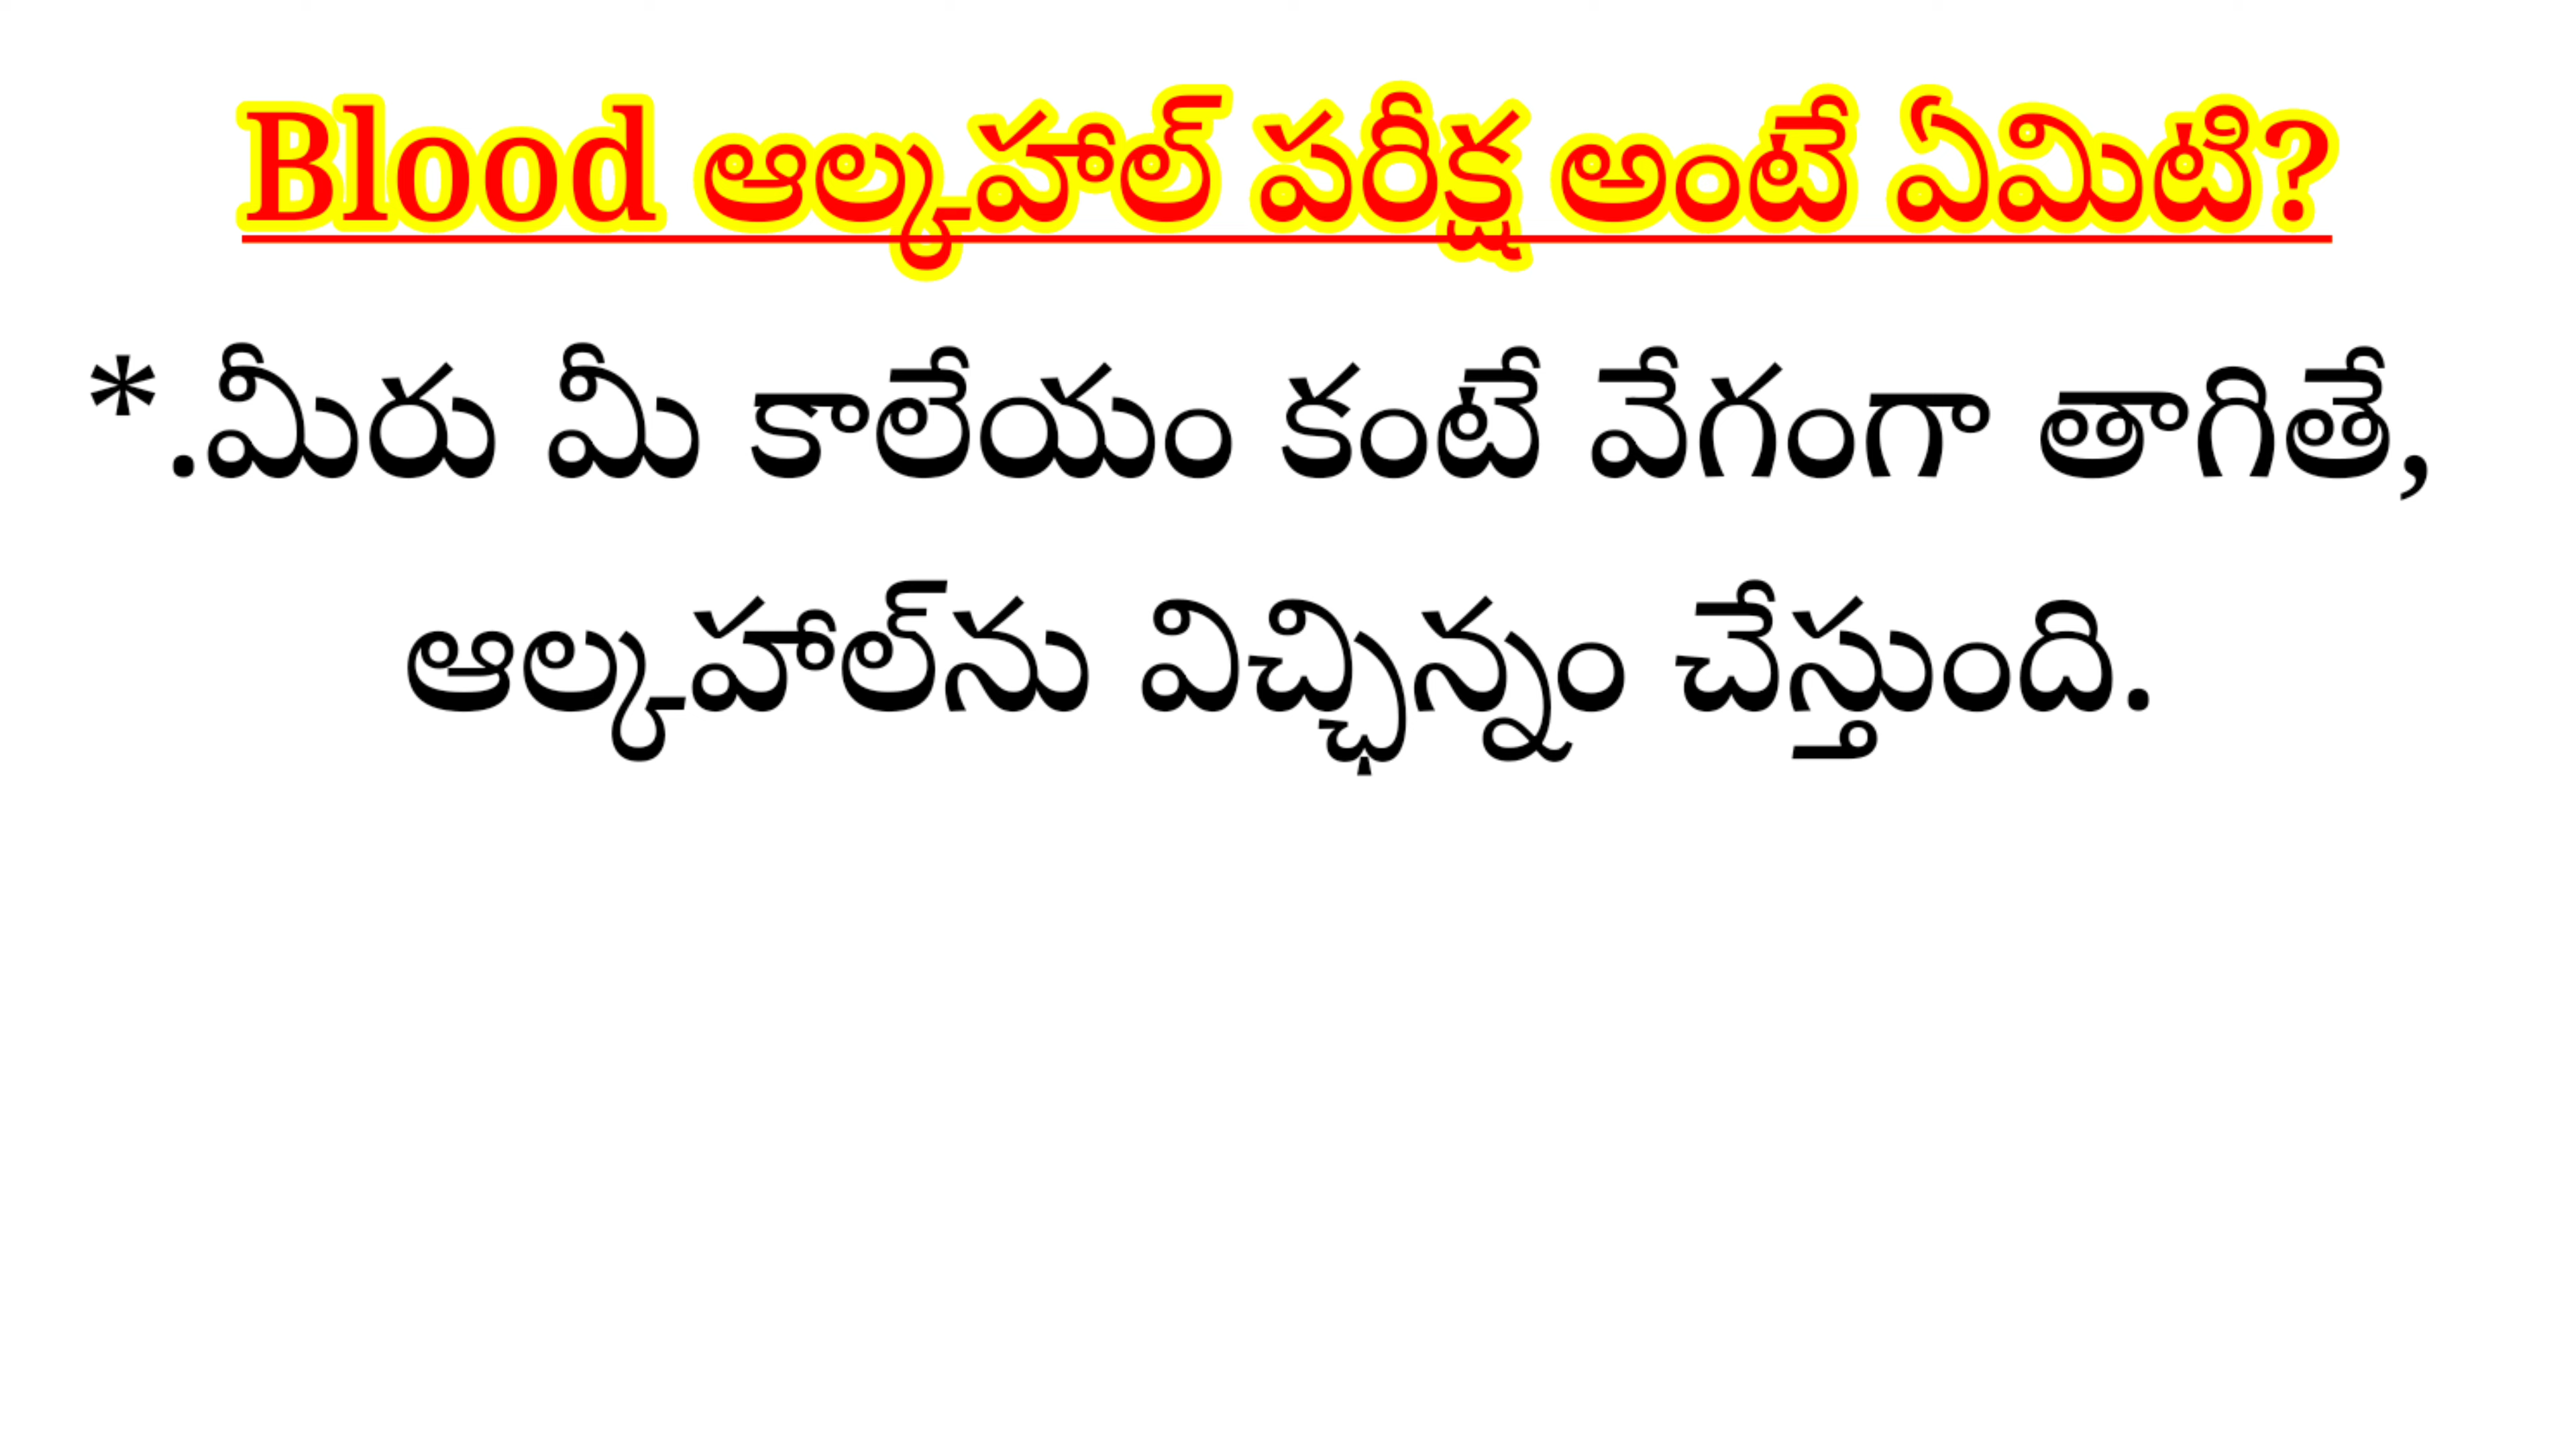 Blood ఆల్కహాల్ పరీక్ష అంటే ఏమిటి?
*.మీరు మీ కాలేయం కంటే వేగంగా తాగితే,
ఆల్కహాల్‌ను విచ్ఛిన్నం చేస్తుంది.